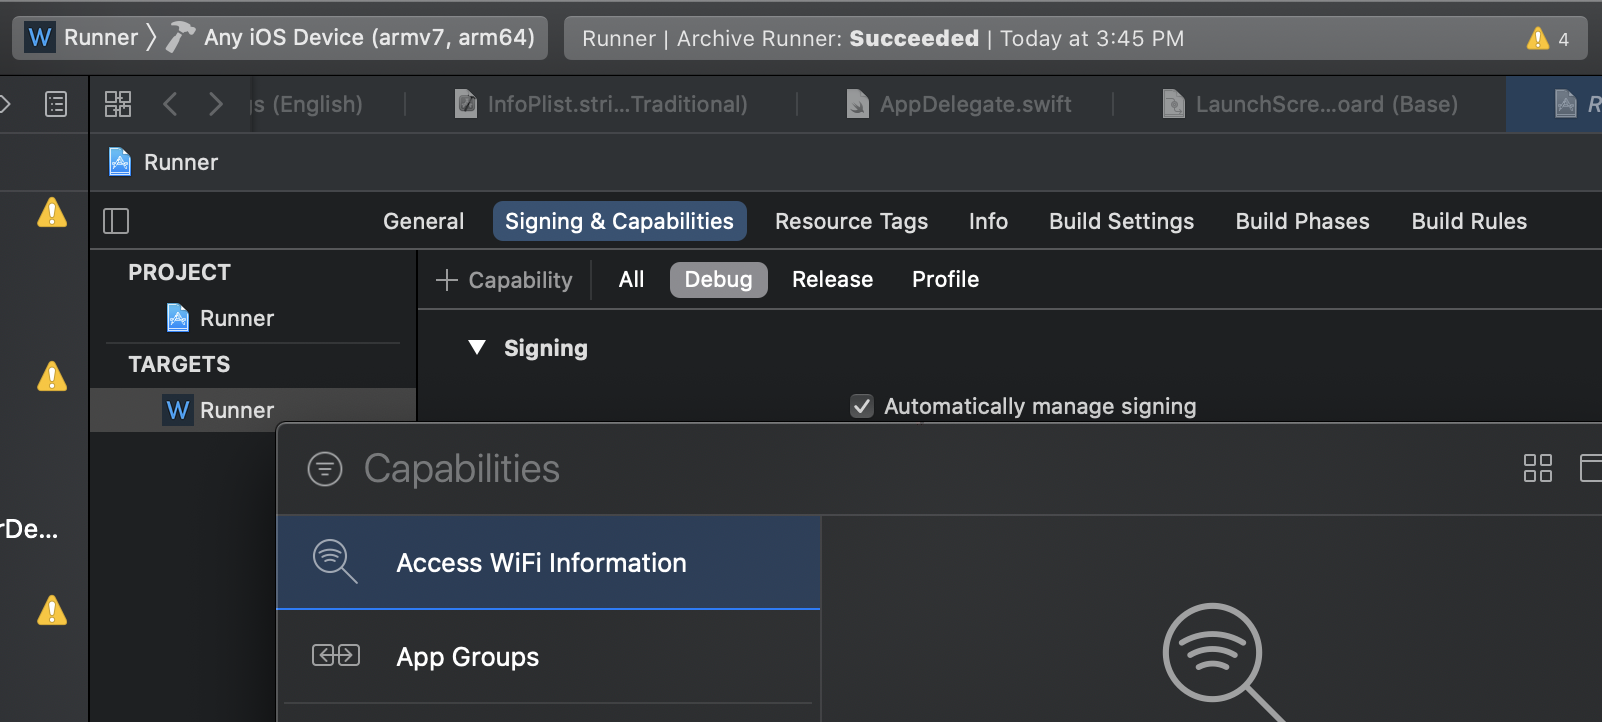 W Runner Any iOS Device (armv7, arm64) Runner | Archive Runner: Succeeded | Today at 3:45 PM 4
s (English) InfoPlist.stri...Traditional) AppDelegate.swift LaunchScre...oard (Base) R
Runner
General Signing & Capabilities Resource Tags Info Build Settings Build Phases Build Rules
PROJECT
Runner
TARGETS
W Runner
+ Capability All Debug Release Profile
Signing
Automatically manage signing
rDe...
Capabilities
Access WiFi Information
App Groups